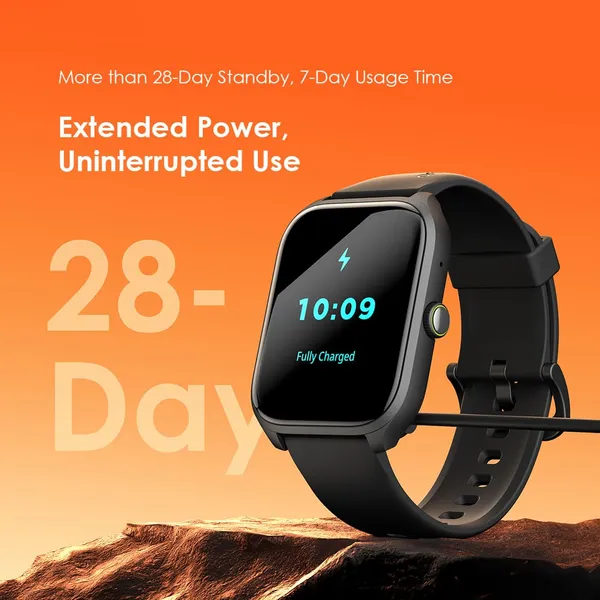 More than 28-Day Standby, 7-Day Usage Time
Extended Power,
Uninterrupted Use
28-
Day
10:09
Fully Charged